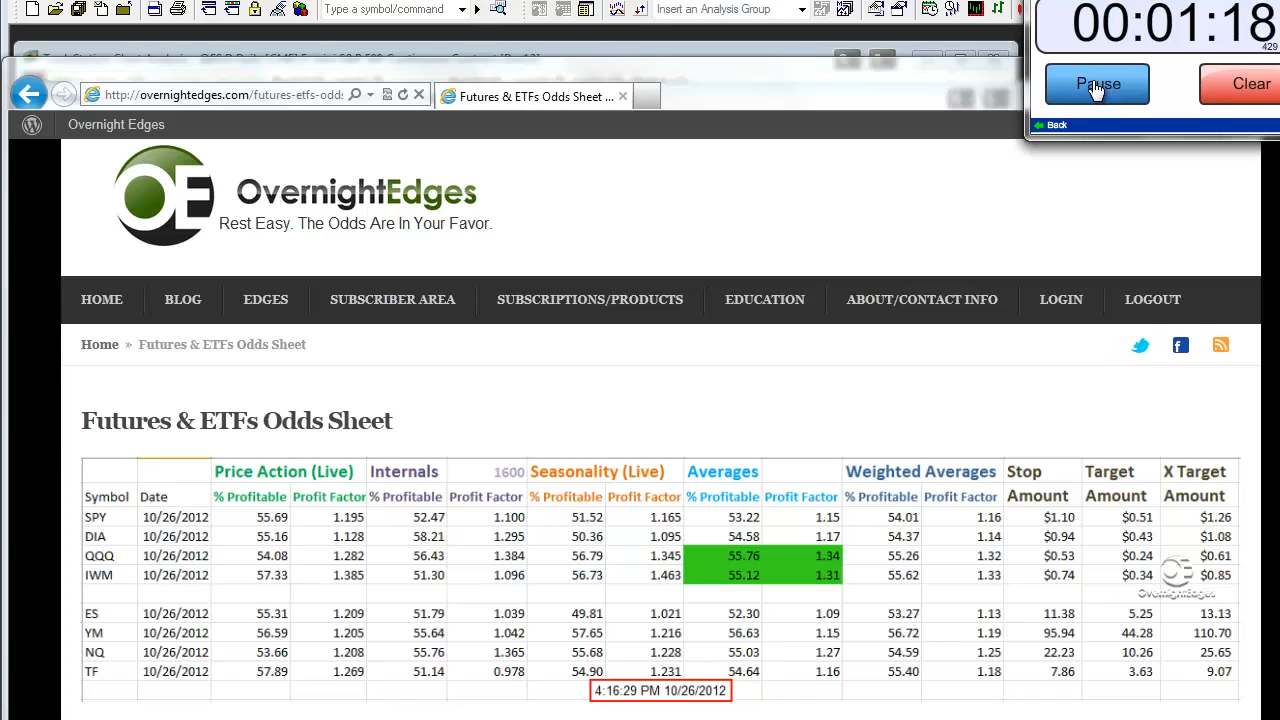 Type a symbol/command
Insert an Analysis Group
00:01:18
429
Pause
Clear
Back
http://overnightedges.com/futures-etfs-odds
Futures & ETFs Odds Sheet ...
Overnight Edges
OE
OvernightEdges
Rest Easy. The Odds Are In Your Favor.
HOME BLOG EDGES SUBSCRIBER AREA SUBSCRIPTIONS/PRODUCTS EDUCATION ABOUT/CONTACT INFO LOGIN LOGOUT
Home » Futures & ETFs Odds Sheet
Futures & ETFs Odds Sheet
Price Action (Live) Internals 1600 Seasonality (Live) Averages Weighted Averages Stop Target X Target
Symbol Date % Profitable Profit Factor % Profitable Profit Factor % Profitable Profit Factor % Profitable Profit Factor % Profitable Profit Factor Amount Amount Amount
SPY 10/26/2012 55.69 1.195 52.47 1.100 51.52 1.165 53.22 1.15 54.01 1.16 $1.10 $0.51 $1.26
DIA 10/26/2012 55.16 1.128 58.21 1.295 50.36 1.095 54.58 1.17 54.37 1.14 $0.94 $0.43 $1.08
QQQ 10/26/2012 54.08 1.282 56.43 1.384 56.79 1.345 55.76 1.34 55.26 1.32 $0.53 $0.24 $0.61
IWM 10/26/2012 57.33 1.385 51.30 1.096 56.73 1.463 55.12 1.31 55.62 1.33 $0.74 $0.34 $0.85
OvernightEdges
ES 10/26/2012 55.31 1.209 51.79 1.039 49.81 1.021 52.30 1.09 53.27 1.13 11.38 5.25 13.13
YM 10/26/2012 56.59 1.205 55.64 1.042 57.65 1.216 56.63 1.15 56.72 1.19 95.94 44.28 110.70
NQ 10/26/2012 53.66 1.208 55.76 1.365 55.68 1.228 55.03 1.27 54.59 1.25 22.23 10.26 25.65
TF 10/26/2012 57.89 1.269 51.14 0.978 54.90 1.231 54.64 1.16 55.40 1.18 7.86 3.63 9.07
4:16:29 PM 10/26/2012